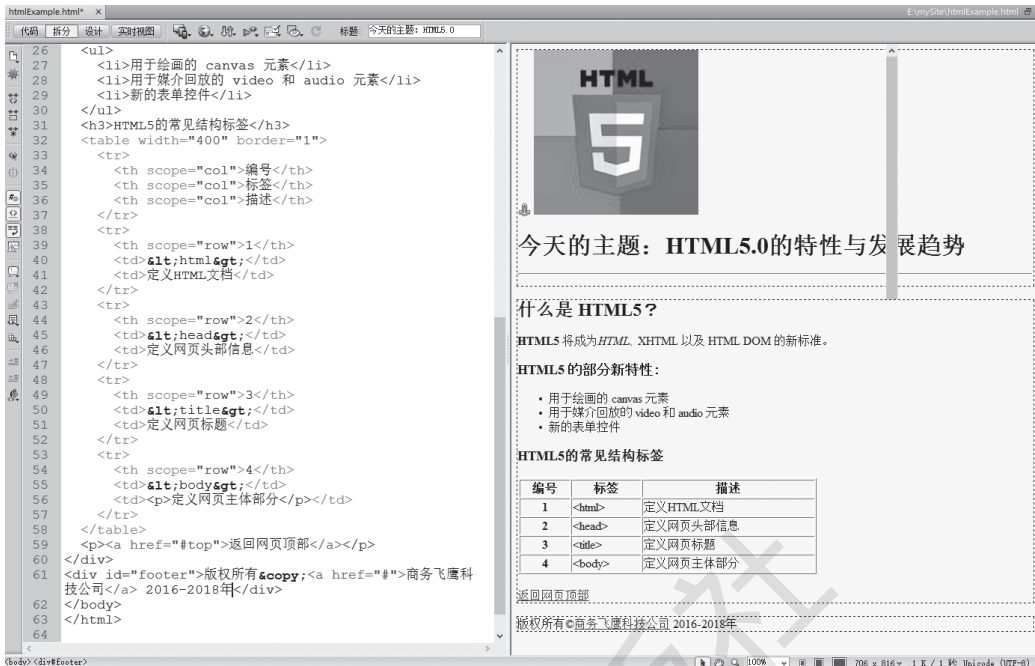 htmlExample.html* ×
E:\mySite\htmlExample.html
代码 拆分 设计 实时视图 标题: 今天的主题：HTML5.0
26 <ul>
27 <li>用于绘画的 canvas 元素</li>
28 <li>用于媒介回放的 video 和 audio 元素</li>
29 <li>新的表单控件</li>
30 </ul>
31 <h3>HTML5的常见结构标签</h3>
32 <table width="400" border="1">
33 <tr>
34 <th scope="col">编号</th>
35 <th scope="col">标签</th>
36 <th scope="col">描述</th>
37 </tr>
38 <tr>
39 <th scope="row">1</th>
40 <td>&lt;html&gt;</td>
41 <td>定义HTML文档</td>
42 </tr>
43 <tr>
44 <th scope="row">2</th>
45 <td>&lt;head&gt;</td>
46 <td>定义网页头部信息</td>
47 </tr>
48 <tr>
49 <th scope="row">3</th>
50 <td>&lt;title&gt;</td>
51 <td>定义网页标题</td>
52 </tr>
53 <tr>
54 <th scope="row">4</th>
55 <td>&lt;body&gt;</td>
56 <td><p>定义网页主体部分</p></td>
57 </tr>
58 </table>
59 <p><a href="#top">返回网页顶部</a></p>
60 </div>
61 <div id="footer">版权所有&copy;<a href="#">商务飞鹰科
技公司</a> 2016-2018年</div>
62 </body>
63 </html>
64
HTML
5
今天的主题：HTML5.0的特性与发展趋势
什么是 HTML5？
HTML5 将成为HTML、XHTML 以及 HTML DOM 的新标准。
HTML5 的部分新特性：
• 用于绘画的 canvas 元素
• 用于媒介回放的 video 和 audio 元素
• 新的表单控件
HTML5的常见结构标签
编号 标签 描述
1 <html> 定义HTML文档
2 <head> 定义网页头部信息
3 <title> 定义网页标题
4 <body> 定义网页主体部分
返回网页顶部
版权所有©商务飞鹰科技公司 2016-2018年
<body> <div#footer>
100% 706 x 816 1 K / 1 秒 Unicode (UTF-8)